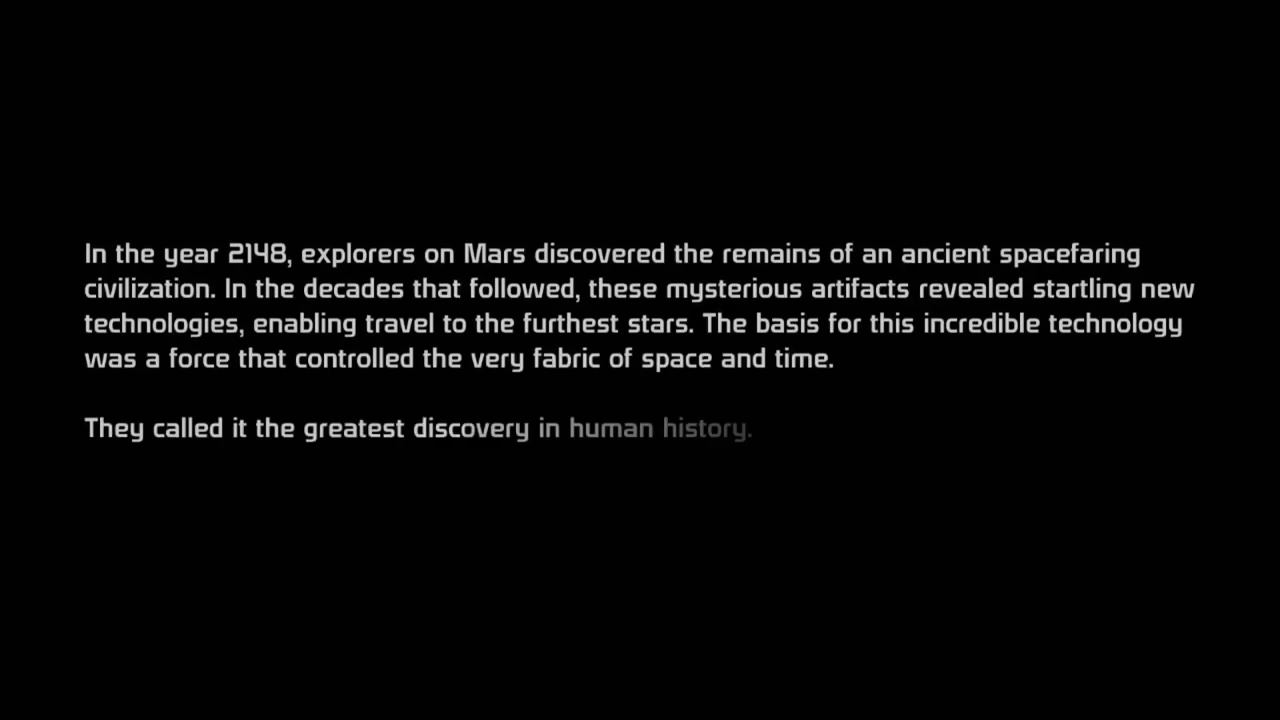 In the year 2148, explorers on Mars discovered the remains of an ancient spacefaring
civilization. In the decades that followed, these mysterious artifacts revealed startling new
technologies, enabling travel to the furthest stars. The basis for this incredible technology
was a force that controlled the very fabric of space and time.
They called it the greatest discovery in human history.